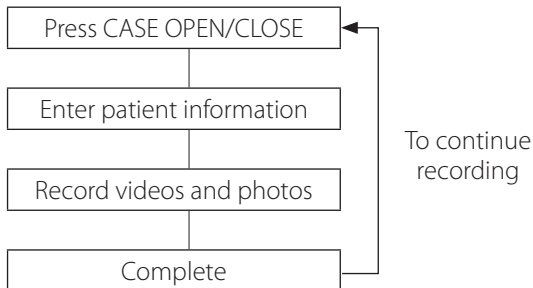 Press CASE OPEN/CLOSE
Enter patient information
To continue
recording
Record videos and photos
Complete